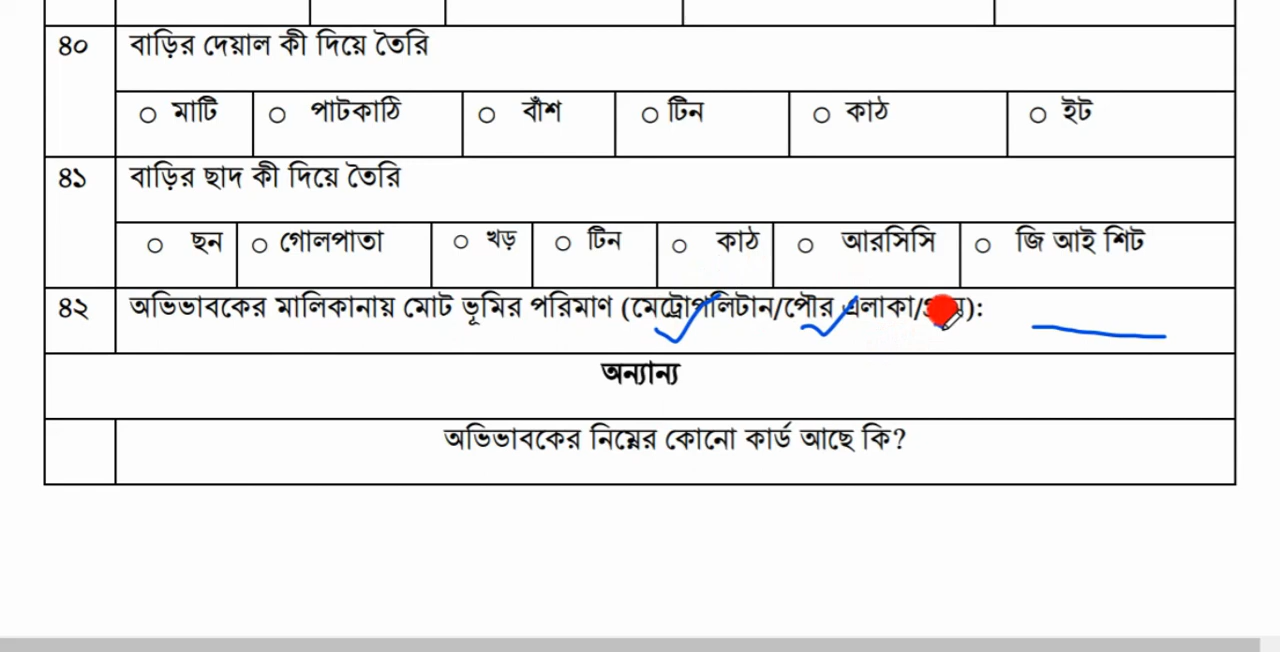 ৪০ বাড়ির দেয়াল কী দিয়ে তৈরি
○ মাটি ○ পাটকাঠি ○ বাঁশ ○ টিন ○ কাঠ ○ ইট
৪১ বাড়ির ছাদ কী দিয়ে তৈরি
○ ছন ○ গোলপাতা ○ খড় ○ টিন ○ কাঠ ○ আরসিসি ○ জি আই শিট
৪২ অভিভাবকের মালিকানায় মোট ভূমির পরিমাণ (মেট্রোপলিটান/পৌর এলাকা/):
অন্যান্য
অভিভাবকের নিম্নের কোনো কার্ড আছে কি?